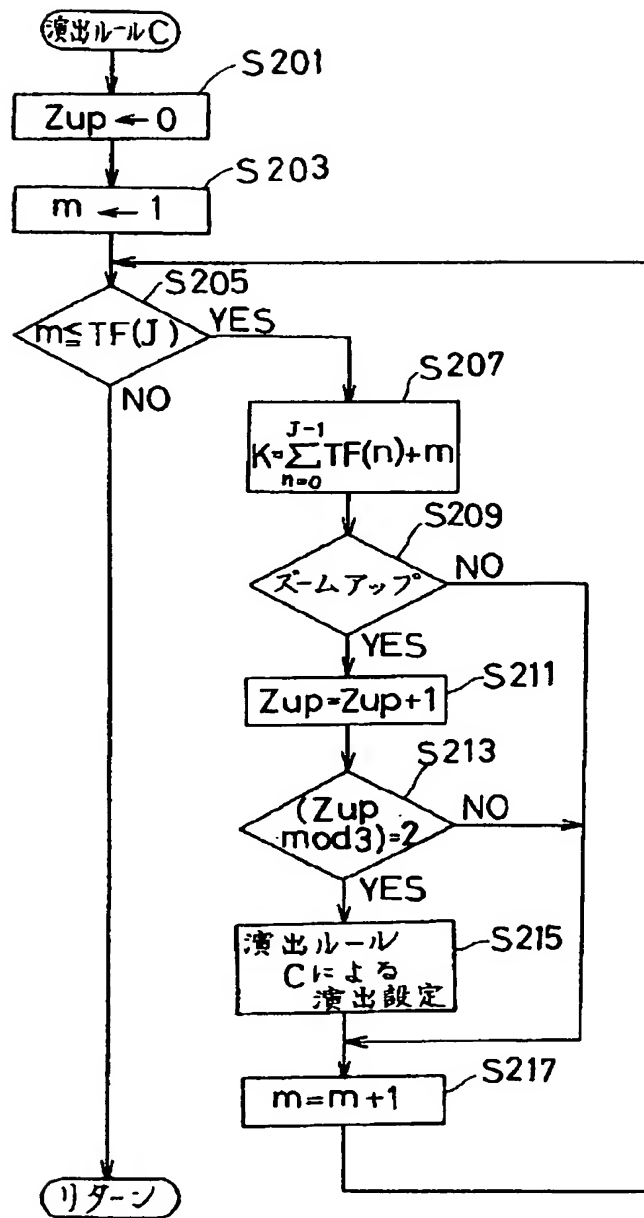 演出ルールC
S201
Zup ← 0
S203
m ← 1
S205
m≦TF(J)
YES
NO
S207
J-1
K=ΣTF(n)+m
n=0
S209
ズームアップ
NO
YES
S211
Zup=Zup+1
S213
(Zup
mod3)=2
NO
YES
S215
演出ルール
Cによる
演出設定
S217
m=m+1
リターン